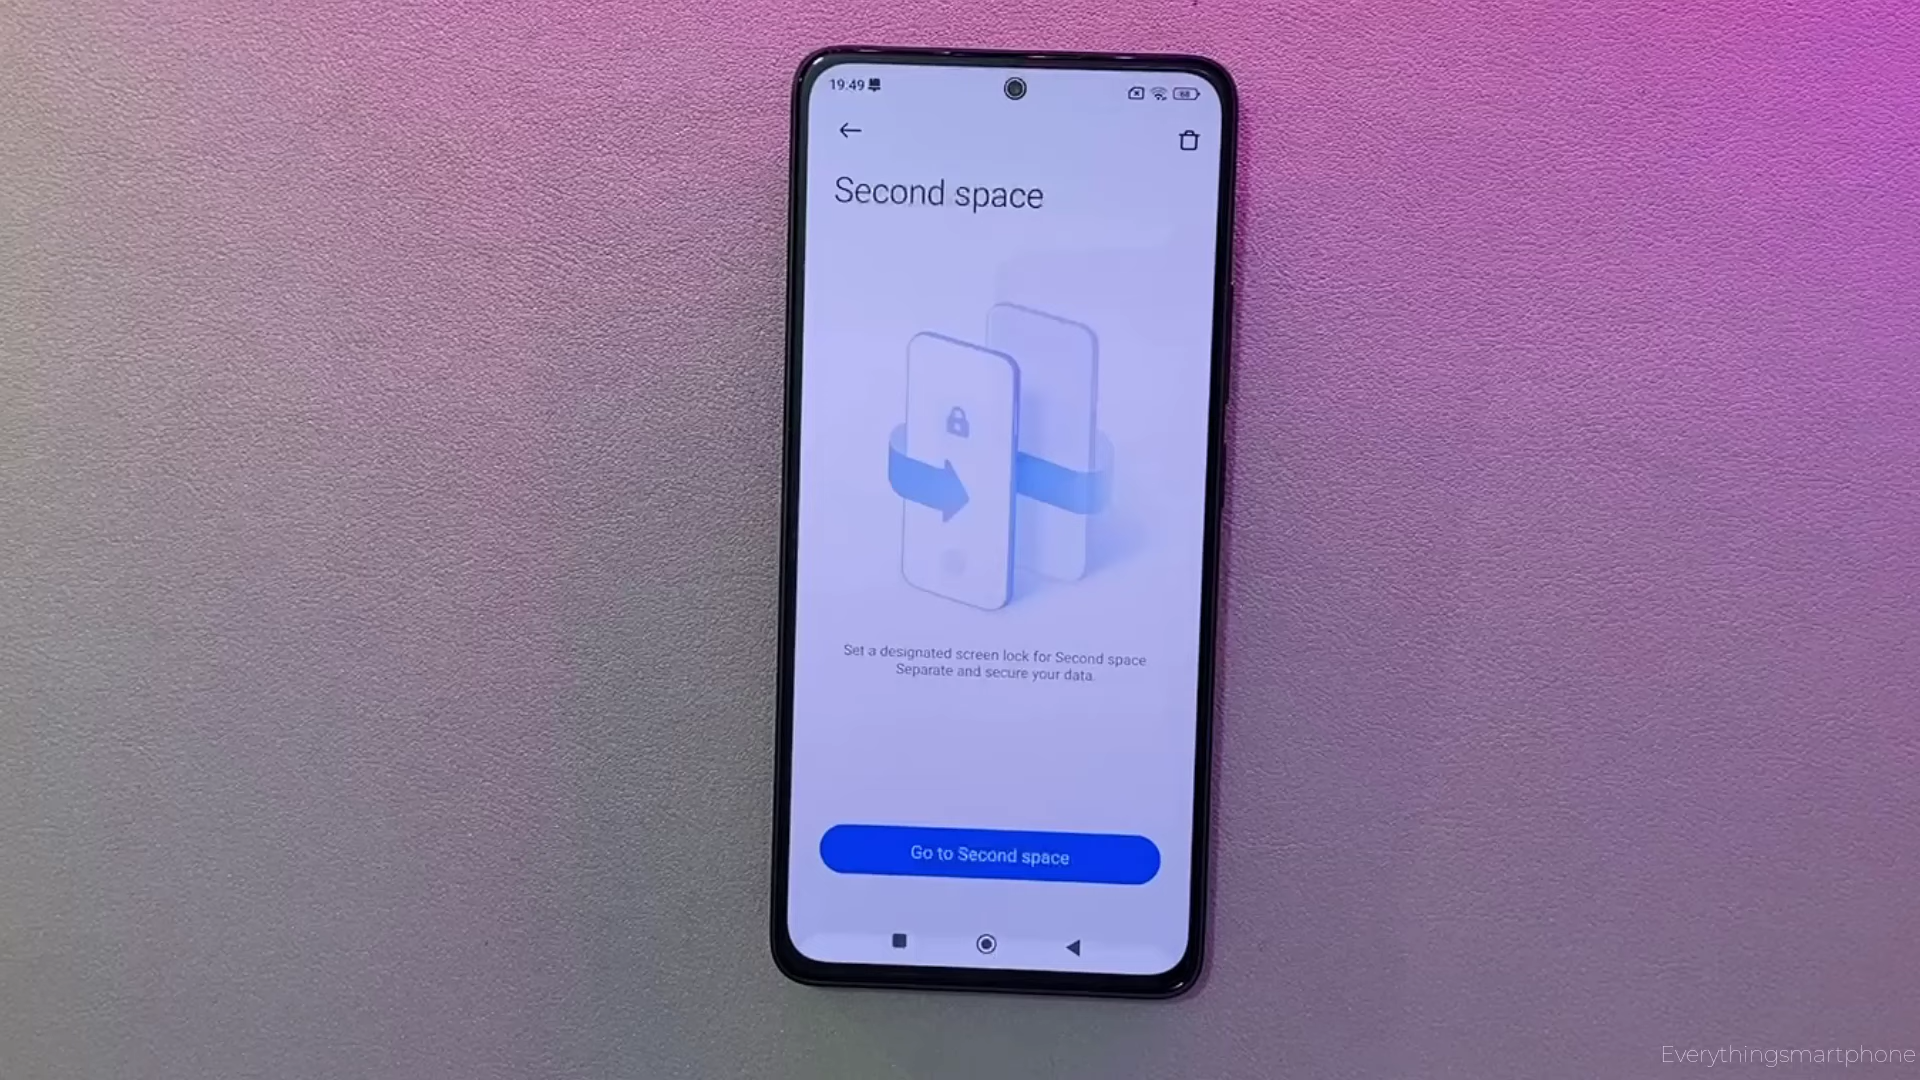 19:49
68
Second space
Set a designated screen lock for Second space
Separate and secure your data.
Go to Second space
Everythingsmartphone